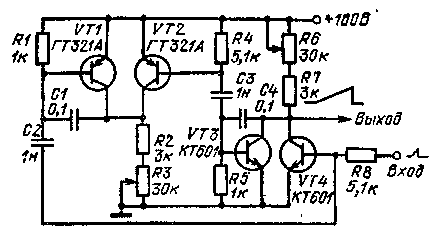 R1
1к
VT1
ГТ321А
VT2
ГТ321А
R4
5,1к
+180В
R6
30к
C1
0,1
C3
1н
C4
0,1
R7
3к
Выход
C2
1н
R2
3к
VT3
КТ601
R3
30к
R5
1к
VT4
КТ601
R8
5,1к
Вход